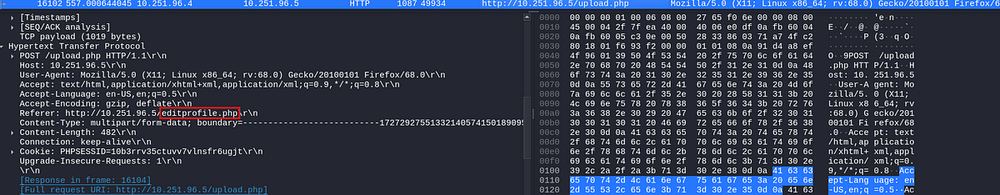 16102 557.000644045 10.251.96.4 10.251.96.5 HTTP 1087 49934 http://10.251.96.5/upload.php Mozilla/5.0 (X11; Linux x86_64; rv:68.0) Gecko/20100101 Firefox/6
[Timestamps]
[SEQ/ACK analysis]
TCP payload (1019 bytes)
Hypertext Transfer Protocol
POST /upload.php HTTP/1.1\r\n
Host: 10.251.96.5\r\n
User-Agent: Mozilla/5.0 (X11; Linux x86_64; rv:68.0) Gecko/20100101 Firefox/68.0\r\n
Accept: text/html,application/xhtml+xml,application/xml;q=0.9,*/*;q=0.8\r\n
Accept-Language: en-US,en;q=0.5\r\n
Accept-Encoding: gzip, deflate\r\n
Referer: http://10.251.96.5/editprofile.php\r\n
Content-Type: multipart/form-data; boundary=---------------------------1727292755133214057415018909
Content-Length: 482\r\n
Connection: keep-alive\r\n
Cookie: PHPSESSID=10b3rrv35ctuvv7vlnsfr6ugjt\r\n
Upgrade-Insecure-Requests: 1\r\n
\r\n
[Response in frame: 16104]
[Full request URI: http://10.251.96.5/upload.php]
0000 00 00 00 01 00 06 08 00 27 65 f0 6e 00 00 08 00 ········ 'e·n····
0010 45 00 04 2f 7f ea 40 00 40 06 e0 df 0a fb 60 04 E··/··@· @·····`·
0020 0a fb 60 05 c3 0e 00 50 28 33 86 03 71 a7 4f c2 ··`····P (3··q·O·
0030 80 18 01 f6 93 f2 00 00 01 01 08 0a 91 d4 a8 ef
0040 4f 96 01 39 50 4f 53 54 20 2f 75 70 6c 6f 61 64 O··9POST /upload
0050 2e 70 68 70 20 48 54 54 50 2f 31 2e 31 0d 0a 48 .php HTT P/1.1··H
0060 6f 73 74 3a 20 31 30 2e 32 35 31 2e 39 36 2e 35 ost: 10. 251.96.5
0070 0d 0a 55 73 65 72 2d 41 67 65 6e 74 3a 20 4d 6f ··User-A gent: Mo
0080 7a 69 6c 6c 61 2f 35 2e 30 20 28 58 31 31 3b 20 zilla/5. 0 (X11;
0090 4c 69 6e 75 78 20 78 38 36 5f 36 34 3b 20 72 76 Linux x8 6_64; rv
00a0 3a 36 38 2e 30 29 20 47 65 63 6b 6f 2f 32 30 31 :68.0) G ecko/201
00b0 30 30 31 30 31 20 46 69 72 65 66 6f 78 2f 36 38 00101 Fi refox/68
00c0 2e 30 0d 0a 41 63 63 65 70 74 3a 20 74 65 78 74 .0··Acce pt: text
00d0 2f 68 74 6d 6c 2c 61 70 70 6c 69 63 61 74 69 6f /html,ap plicatio
00e0 6e 2f 78 68 74 6d 6c 2b 78 6d 6c 2c 61 70 70 6c n/xhtml+ xml,appl
00f0 69 63 61 74 69 6f 6e 2f 78 6d 6c 3b 71 3d 30 2e ication/ xml;q=0.
0100 39 2c 2a 2f 2a 3b 71 3d 30 2e 38 0d 0a 41 63 63 9,*/*;q= 0.8··Acc
0110 65 70 74 2d 4c 61 6e 67 75 61 67 65 3a 20 65 6e ept-Lang uage: en
0120 2d 55 53 2c 65 6e 3b 71 3d 30 2e 35 0d 0a 41 63 -US,en;q =0.5··Ac